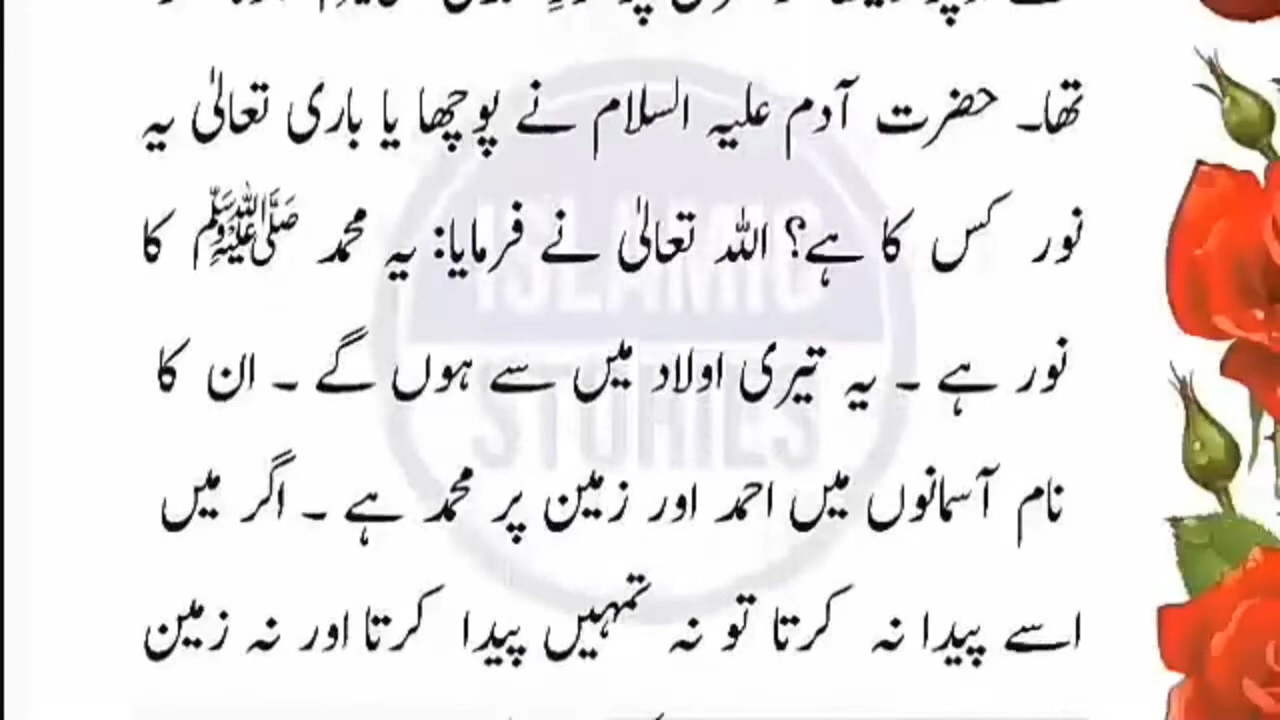 تھا۔ حضرت آدم علیہ السلام نے پوچھا یا باری تعالیٰ یہ
نور کس کا ہے؟ اللہ تعالیٰ نے فرمایا: یہ محمد ﷺ کا
نور ہے ۔ یہ تیری اولاد میں سے ہوں گے ۔ ان کا
نام آسمانوں میں احمد اور زمین پر محمد ہے ۔ اگر میں
اسے پیدا نہ کرتا تو نہ تمہیں پیدا کرتا اور نہ زمین
ISLAMIC
STORIES